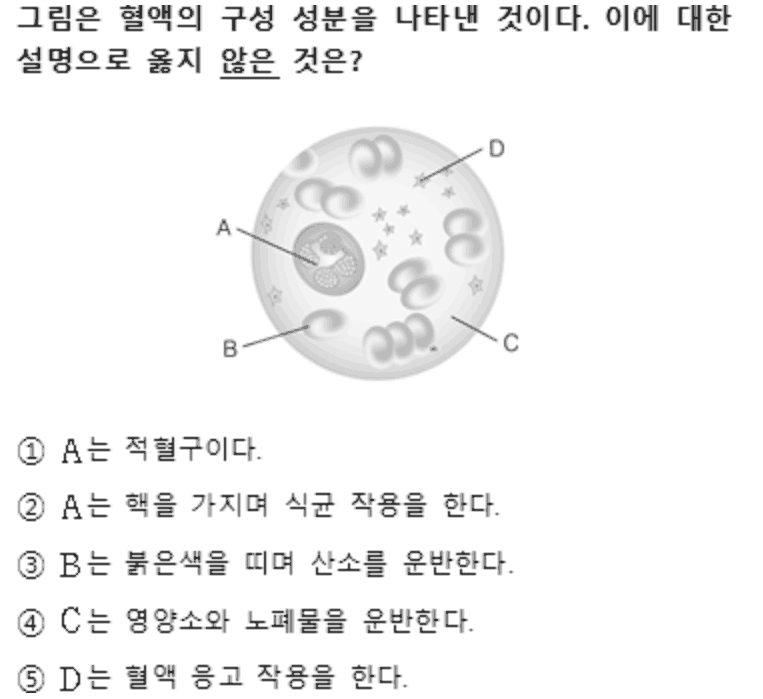 그림은 혈액의 구성 성분을 나타낸 것이다. 이에 대한
설명으로 옳지 않은 것은?
D
A
B
C
① A는 적혈구이다.
② A는 핵을 가지며 식균 작용을 한다.
③ B는 붉은색을 띠며 산소를 운반한다.
④ C는 영양소와 노폐물을 운반한다.
⑤ D는 혈액 응고 작용을 한다.